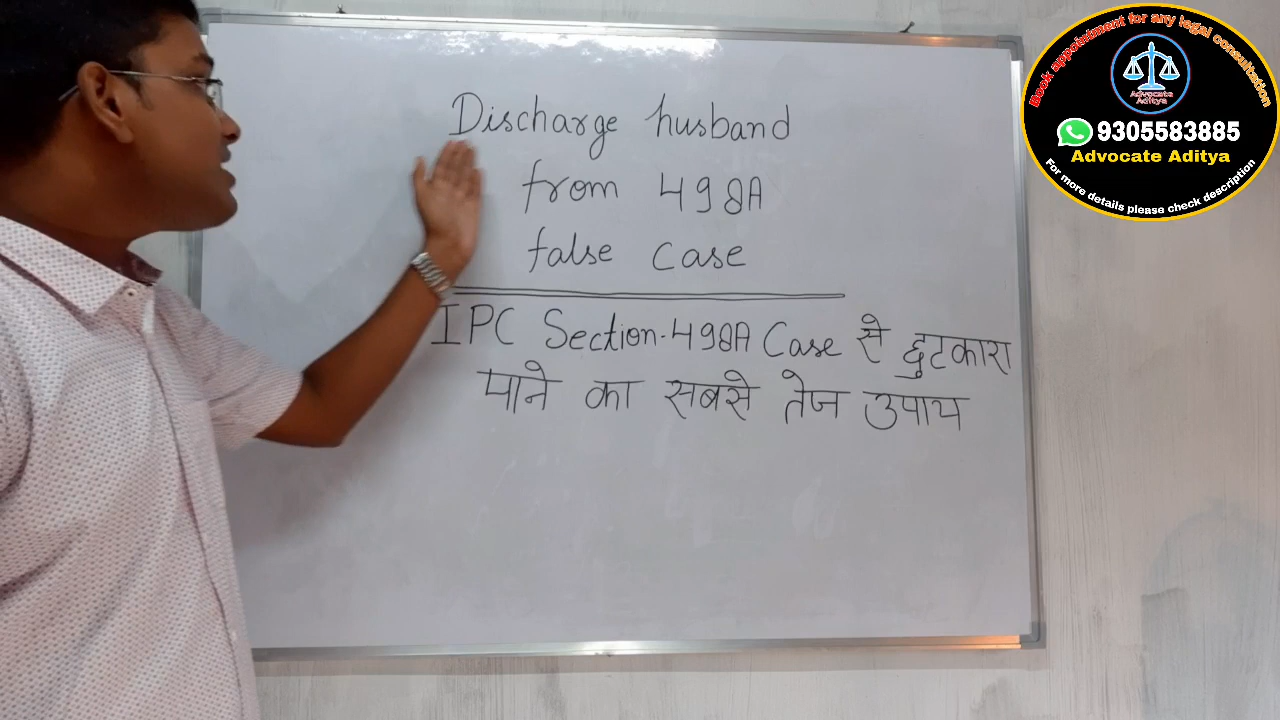 Discharge husband
from 498A
false case
IPC Section-498A Case से छुटकारा
पाने का सबसे तेज उपाय
Book appointment for any legal consultation
Advocate
Aditya
9305583885
Advocate Aditya
For more details please check description